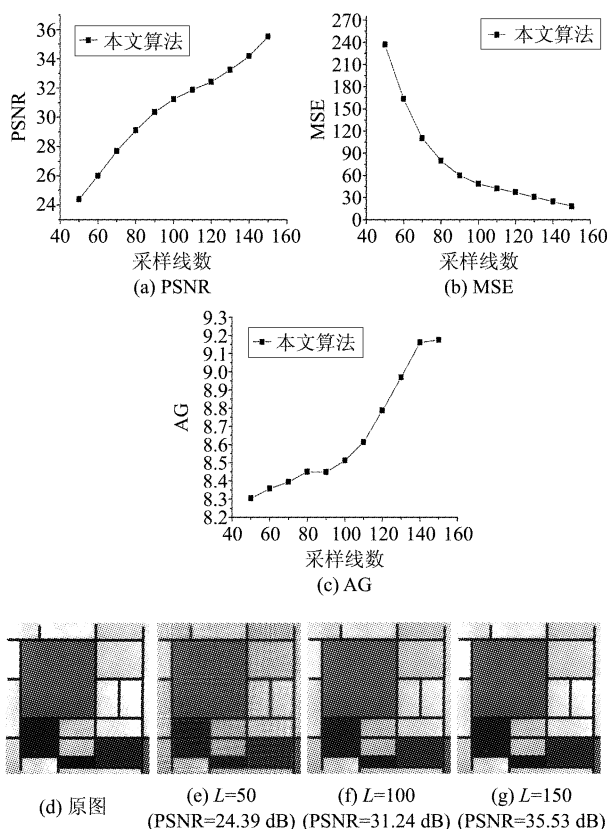 36
34
32
30
28
26
24
PSNR
本文算法
40 60 80 100 120 140 160
采样线数
(a) PSNR
270
240
210
180
150
120
90
60
30
0
MSE
本文算法
40 60 80 100 120 140 160
采样线数
(b) MSE
9.3
9.2
9.1
9.0
8.9
8.8
8.7
8.6
8.5
8.4
8.3
8.2
AG
本文算法
40 60 80 100 120 140 160
采样线数
(c) AG
(d) 原图
(e) L=50
(PSNR=24.39 dB)
(f) L=100
(PSNR=31.24 dB)
(g) L=150
(PSNR=35.53 dB)